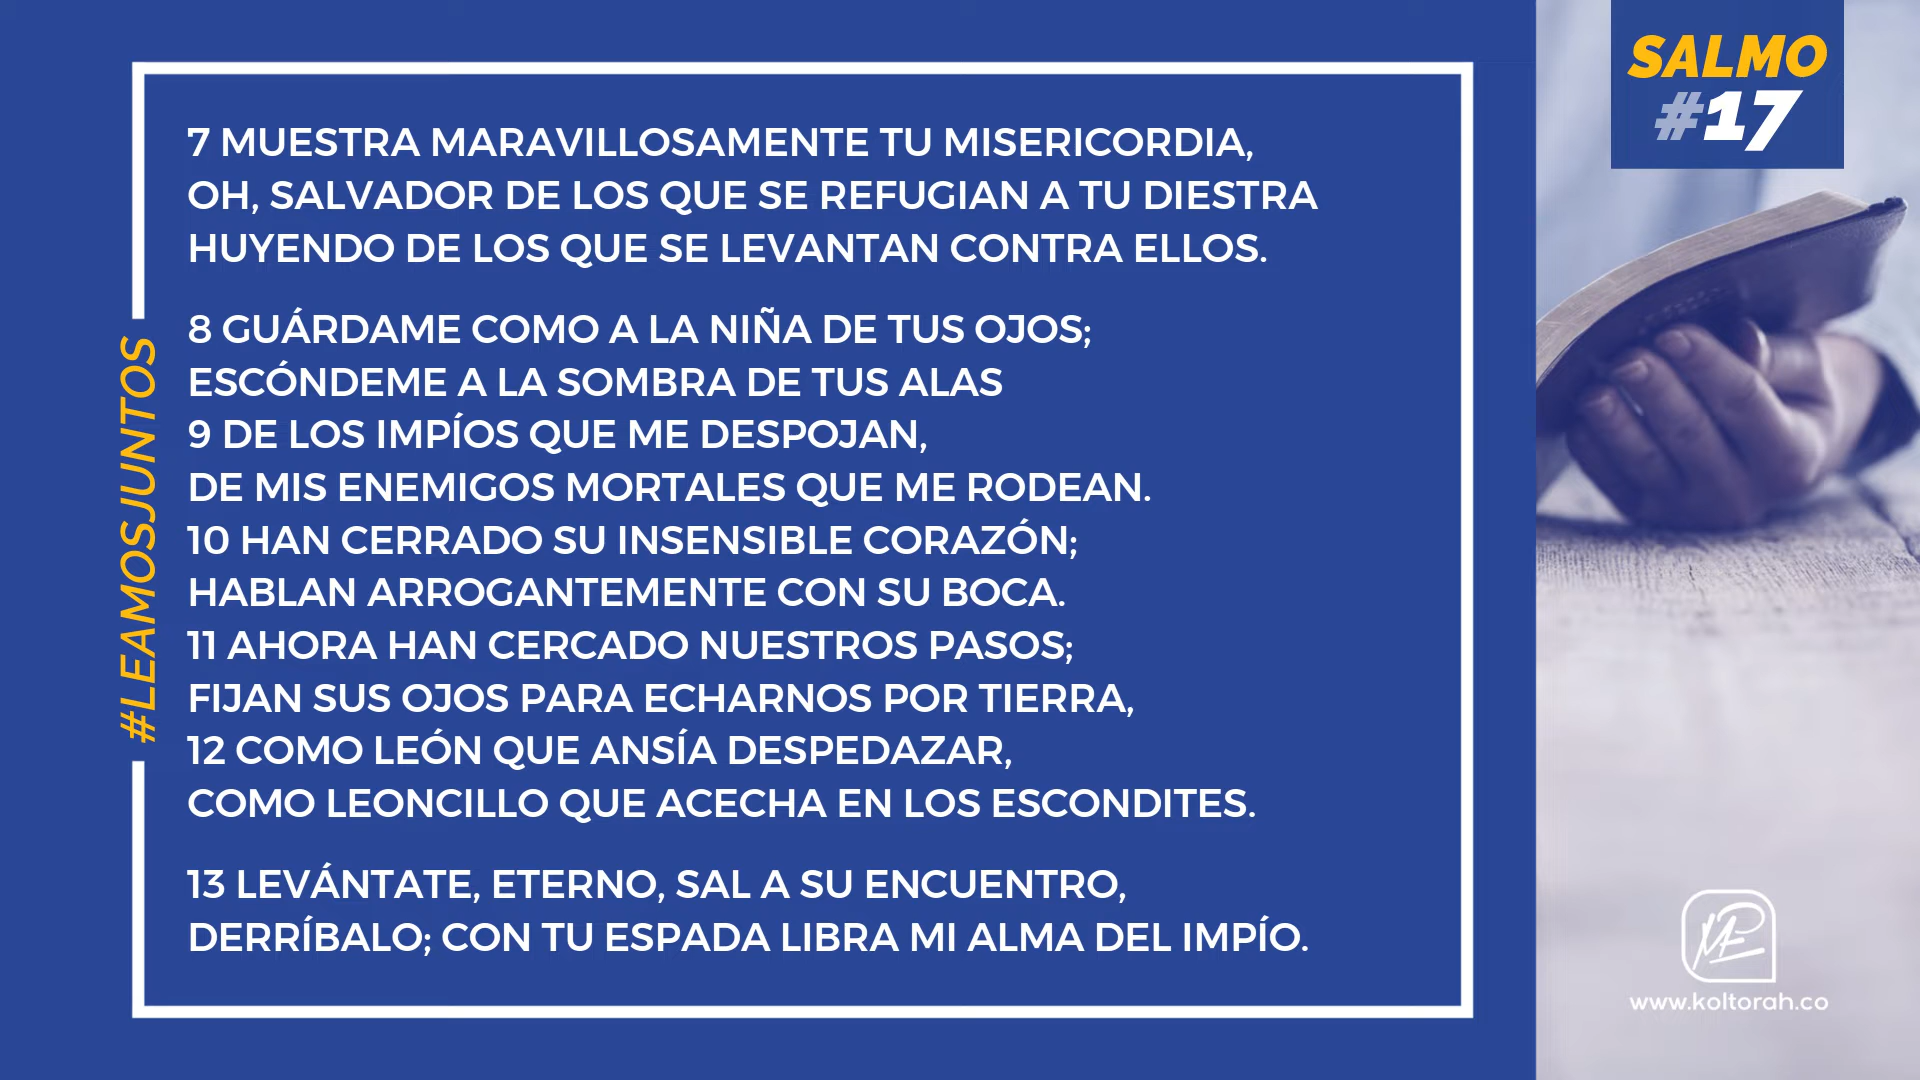 SALMO
#17
#LEAMOSJUNTOS
7 MUESTRA MARAVILLOSAMENTE TU MISERICORDIA,
OH, SALVADOR DE LOS QUE SE REFUGIAN A TU DIESTRA
HUYENDO DE LOS QUE SE LEVANTAN CONTRA ELLOS.
8 GUÁRDAME COMO A LA NIÑA DE TUS OJOS;
ESCÓNDEME A LA SOMBRA DE TUS ALAS
9 DE LOS IMPÍOS QUE ME DESPOJAN,
DE MIS ENEMIGOS MORTALES QUE ME RODEAN.
10 HAN CERRADO SU INSENSIBLE CORAZÓN;
HABLAN ARROGANTEMENTE CON SU BOCA.
11 AHORA HAN CERCADO NUESTROS PASOS;
FIJAN SUS OJOS PARA ECHARNOS POR TIERRA,
12 COMO LEÓN QUE ANSÍA DESPEDAZAR,
COMO LEONCILLO QUE ACECHA EN LOS ESCONDITES.
13 LEVÁNTATE, ETERNO, SAL A SU ENCUENTRO,
DERRÍBALO; CON TU ESPADA LIBRA MI ALMA DEL IMPÍO.
www.koltorah.co